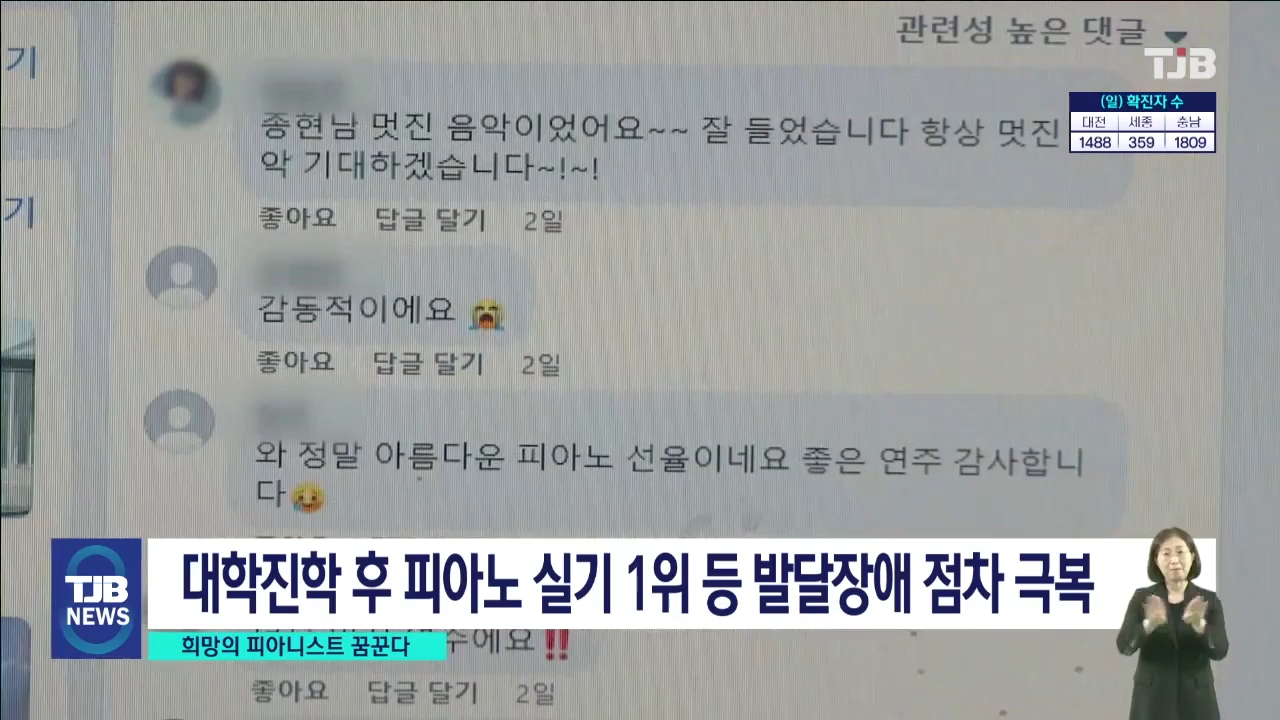 관련성 높은 댓글
TJB
(일) 확진자 수
대전 세종 충남
1488 359 1809
기
종현남 멋진 음악이었어요~~ 잘 들었습니다 항상 멋진
악 기대하겠습니다~!~!
좋아요 답글 달기 2일
기
감동적이에요 😭
좋아요 답글 달기 2일
와 정말 아름다운 피아노 선율이네요 좋은 연주 감사합니
다🥲
TJB
NEWS
대학진학 후 피아노 실기 1위 등 발달장애 점차 극복
희망의 피아니스트 꿈꾼다
수에요‼️
좋아요 답글 달기 2일